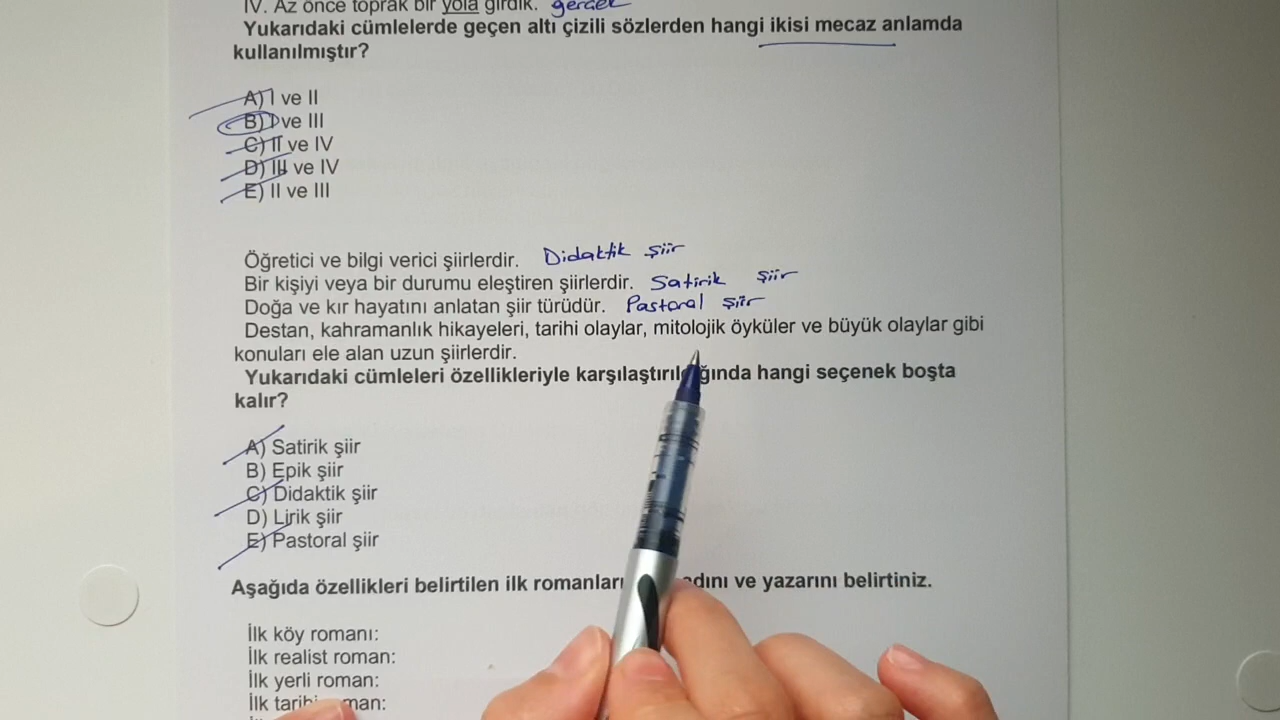 IV. Az önce toprak bir yola girdik. gerçek
Yukarıdaki cümlelerde geçen altı çizili sözlerden hangi ikisi mecaz anlamda
kullanılmıştır?
A) I ve II
B) I ve III
C) II ve IV
D) III ve IV
E) II ve III
Öğretici ve bilgi verici şiirlerdir. Didaktik şiir
Bir kişiyi veya bir durumu eleştiren şiirlerdir. Satirik şiir
Doğa ve kır hayatını anlatan şiir türüdür. Pastoral şiir
Destan, kahramanlık hikayeleri, tarihi olaylar, mitolojik öyküler ve büyük olaylar gibi
konuları ele alan uzun şiirlerdir.
Yukarıdaki cümleleri özellikleriyle karşılaştırıldığında hangi seçenek boşta
kalır?
A) Satirik şiir
B) Epik şiir
C) Didaktik şiir
D) Lirik şiir
E) Pastoral şiir
Aşağıda özellikleri belirtilen ilk romanları ve yazarını belirtiniz.
İlk köy romanı:
İlk realist roman:
İlk yerli roman:
İlk tarihi roman: